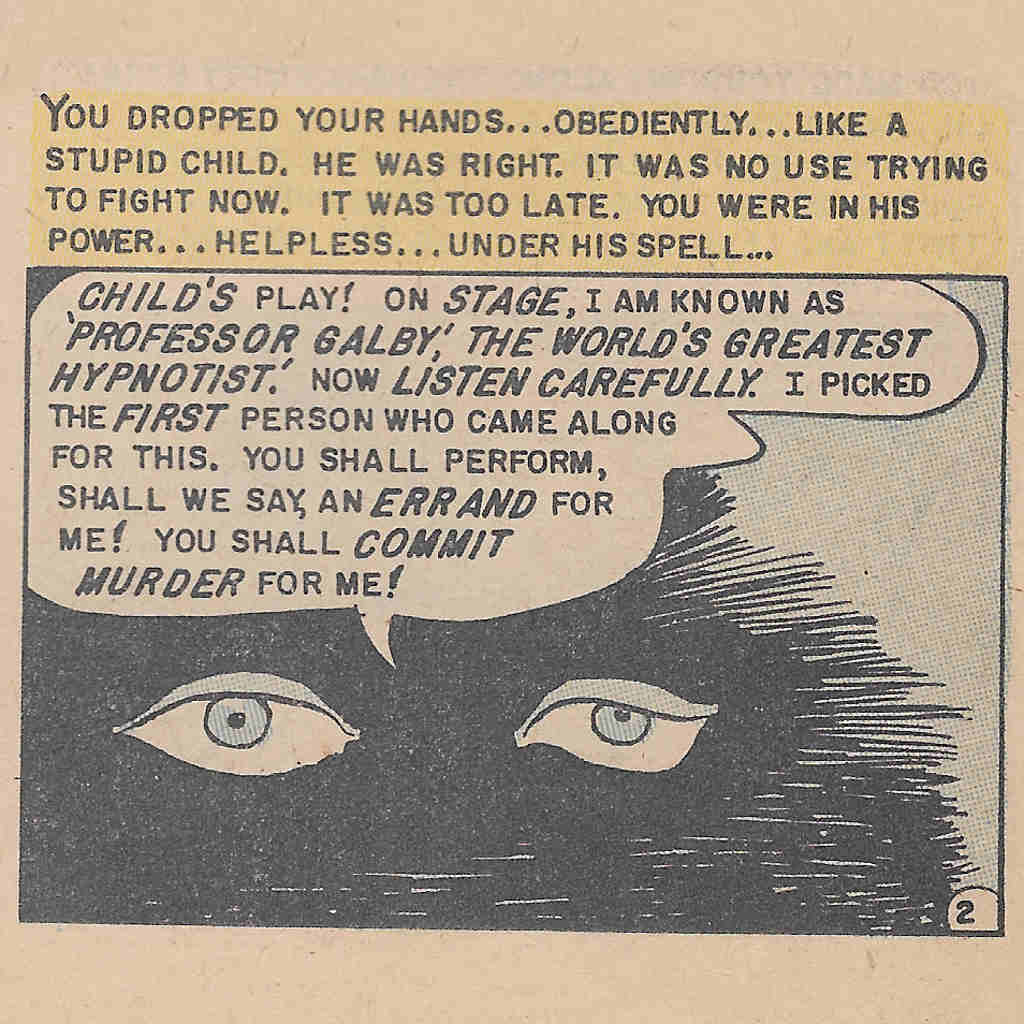 YOU DROPPED YOUR HANDS...OBEDIENTLY...LIKE A
STUPID CHILD. HE WAS RIGHT. IT WAS NO USE TRYING
TO FIGHT NOW. IT WAS TOO LATE. YOU WERE IN HIS
POWER...HELPLESS...UNDER HIS SPELL...
CHILD'S PLAY! ON STAGE, I AM KNOWN AS
'PROFESSOR GALBY,' THE WORLD'S GREATEST
HYPNOTIST.' NOW LISTEN CAREFULLY. I PICKED
THE FIRST PERSON WHO CAME ALONG
FOR THIS. YOU SHALL PERFORM,
SHALL WE SAY, AN ERRAND FOR
ME! YOU SHALL COMMIT
MURDER FOR ME!
2